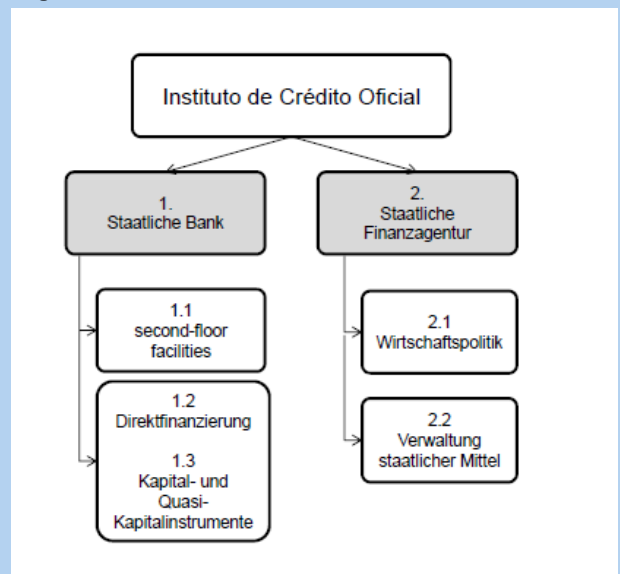 Instituto de Crédito Oficial
1.
Staatliche Bank
2.
Staatliche
Finanzagentur
1.1
second-floor
facilities
2.1
Wirtschaftspolitik
1.2
Direktfinanzierung
1.3
Kapital- und
Quasi-
Kapitalinstrumente
2.2
Verwaltung
staatlicher Mittel